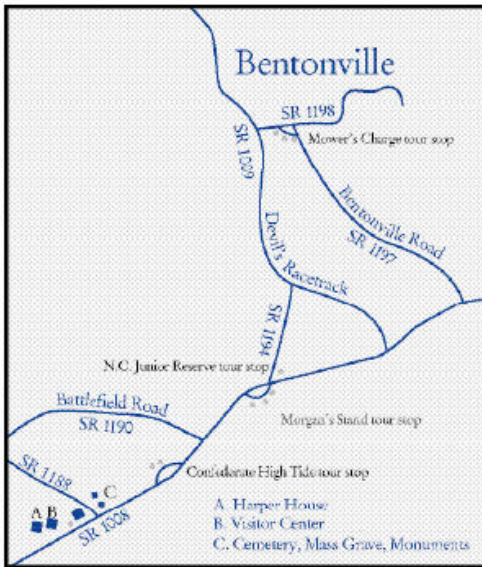 Bentonville
SR 1198
Mower's Charge tour stop
SR 1009
Bentonville Road
SR 1197
Devil's Racetrack
SR 1194
N.C. Junior Reserve tour stop
Battlefield Road
SR 1190
Morgan's Stand tour stop
SR 1188
Confederate High Tide tour stop
C
A B
SR 1008
A. Harper House
B. Visitor Center
C. Cemetery, Mass Grave, Monuments